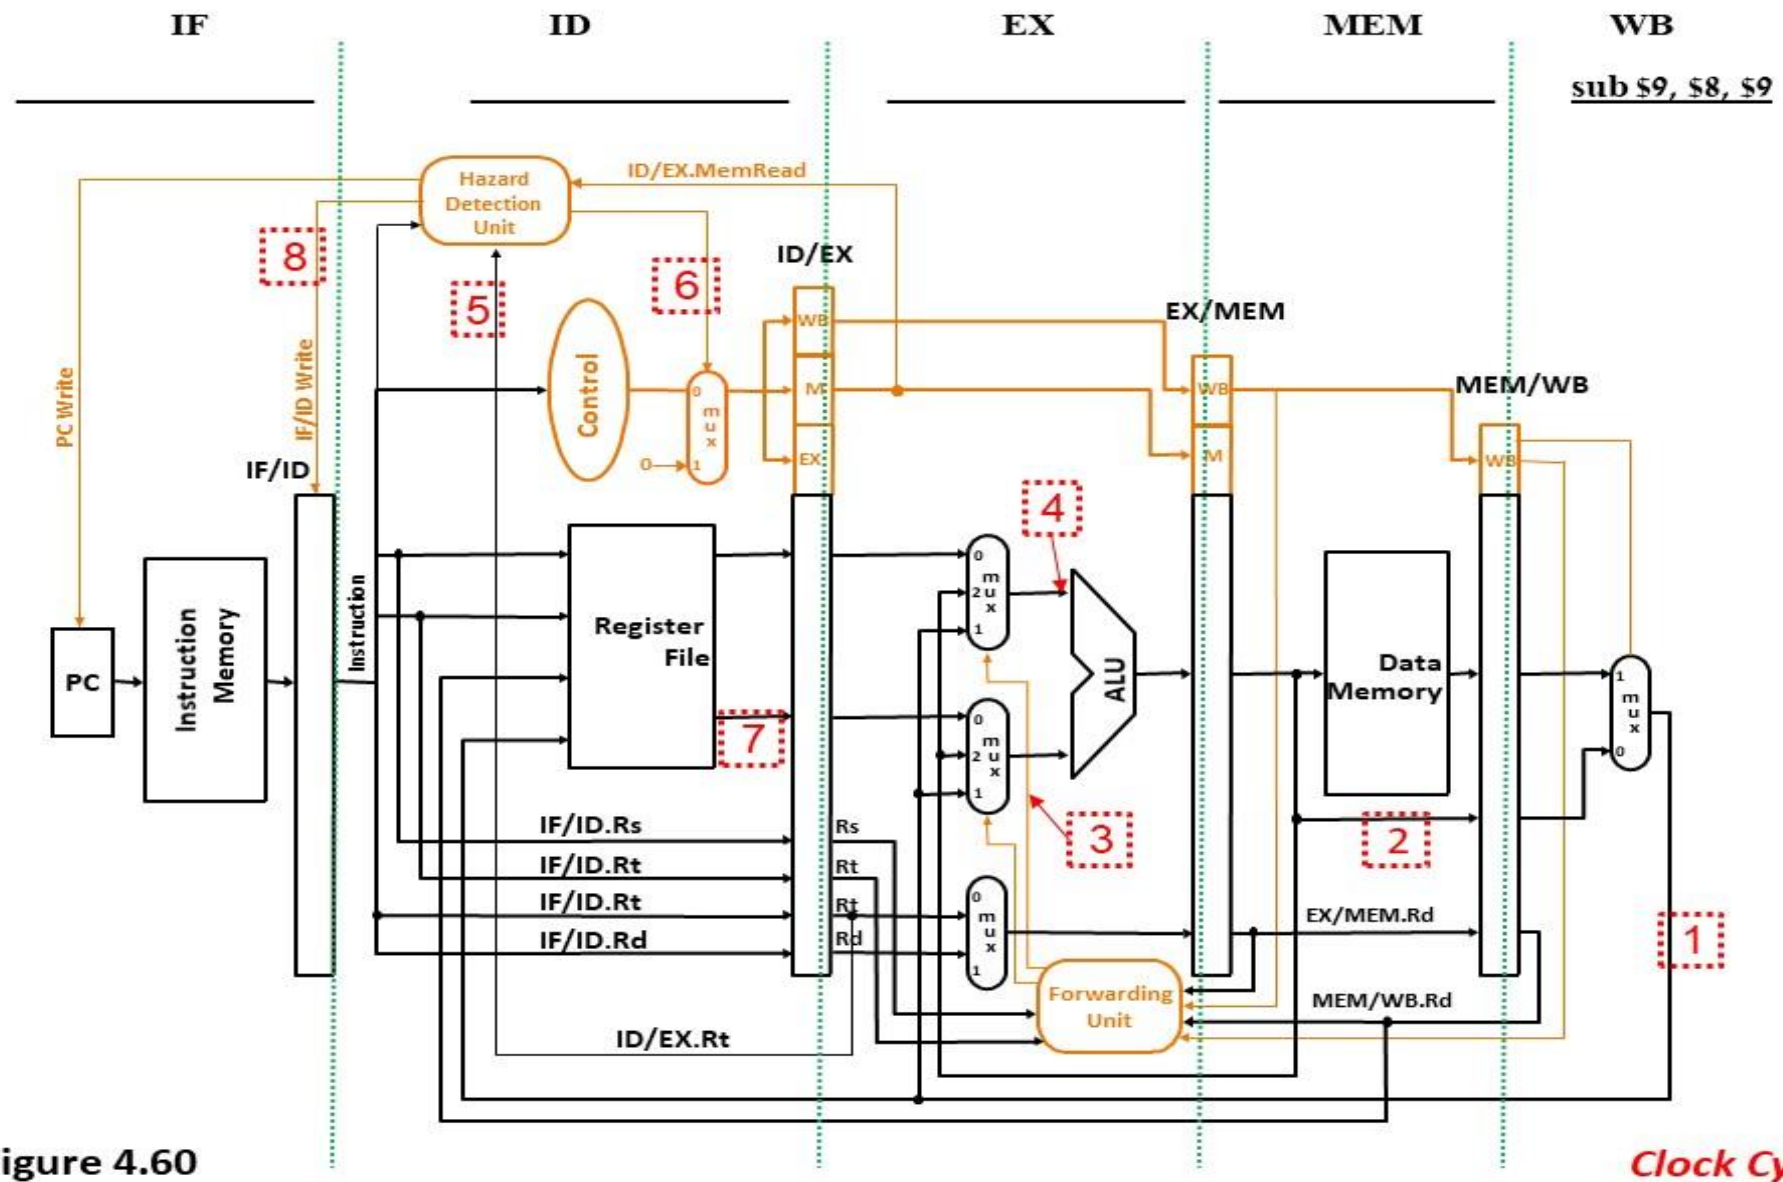 IF ID EX MEM WB
sub $9, $8, $9
Hazard
Detection
Unit
ID/EX.MemRead
8
5
6
ID/EX
PC Write
IF/ID Write
Control
0
mux
0
1
WB
M
EX
EX/MEM
WB
M
MEM/WB
WB
IF/ID
4
PC
Instruction
Memory
Instruction
Register
File
7
0
2
mux
1
0
2
mux
1
ALU
Data
Memory
1
mux
0
3
2
1
IF/ID.Rs
Rs
IF/ID.Rt
Rt
IF/ID.Rt
Rt
IF/ID.Rd
Rd
0
mux
1
EX/MEM.Rd
Forwarding
Unit
MEM/WB.Rd
ID/EX.Rt
igure 4.60
Clock Cy